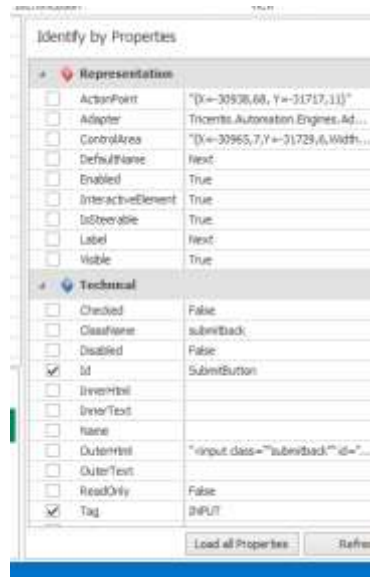 Identify by Properties
Representation
ActionPoint "{X=-30938,68, Y=-31717,11}"
Adapter Tricentis.Automation.Engines.Ad...
ControlArea "{X=-30965,7,Y=-31729,6,Width...
DefaultName Next
Enabled True
InteractiveElement True
IsSteerable True
Label Next
Visible True
Technical
Checked False
ClassName submitback
Disabled False
Id SubmitButton
InnerHtml
InnerText
Name
OuterHtml "<input class=""submitback"" id="...
OuterText
ReadOnly False
Tag INPUT
Load all Properties Refre